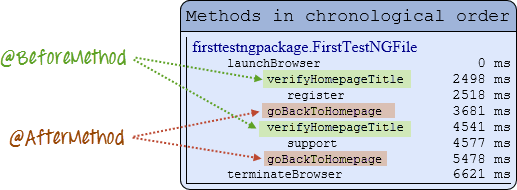 Methods in chronological order
@BeforeMethod
@AfterMethod
firsttestngpackage.FirstTestNGFile
launchBrowser 0 ms
verifyHomepageTitle 2498 ms
register 2518 ms
goBackToHomepage 3681 ms
verifyHomepageTitle 4541 ms
support 4577 ms
goBackToHomepage 5478 ms
terminateBrowser 6621 ms